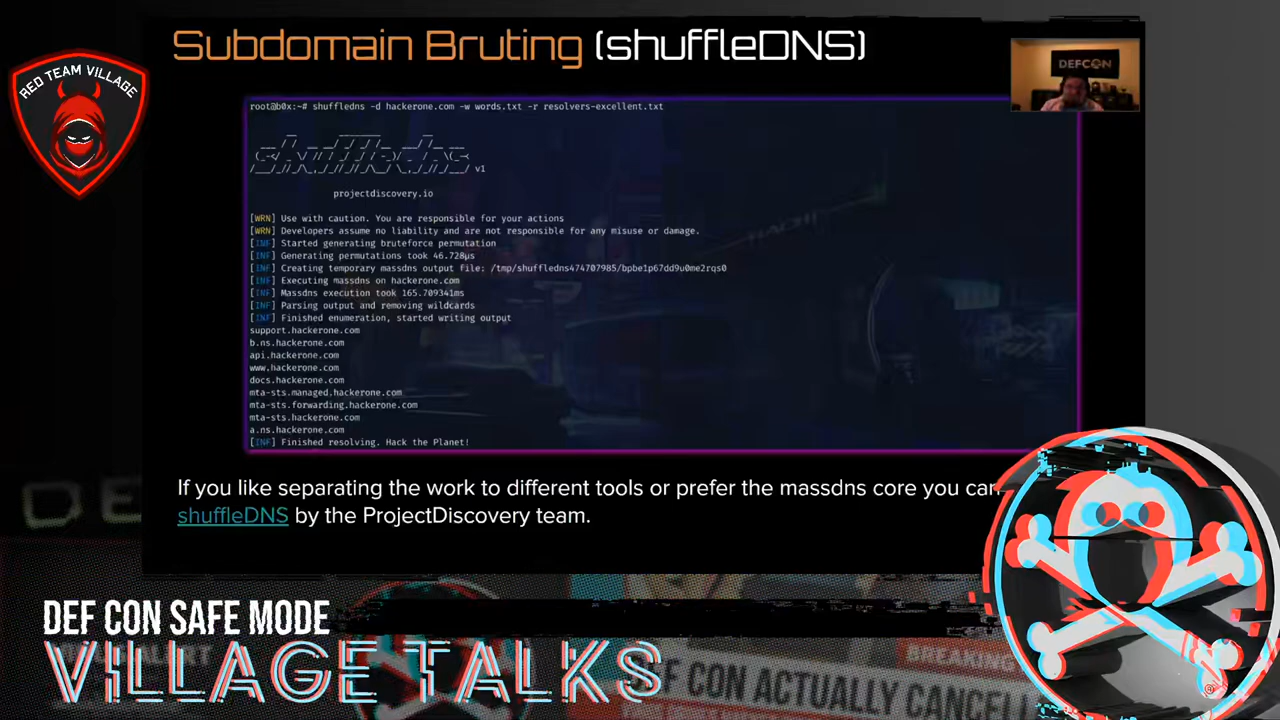 Subdomain Bruting (shuffleDNS)
RED TEAM VILLAGE
DEFCON
root@b0x:~# shuffledns -d hackerone.com -w words.txt -r resolvers-excellent.txt
shuffledns v1
projectdiscovery.io
[WRN] Use with caution. You are responsible for your actions
[WRN] Developers assume no liability and are not responsible for any misuse or damage.
[INF] Started generating bruteforce permutation
[INF] Generating permutations took 46.728µs
[INF] Creating temporary massdns output file: /tmp/shuffledns474707985/bpbe1p67dd9u0me2rqs0
[INF] Executing massdns on hackerone.com
[INF] Massdns execution took 165.709341ms
[INF] Parsing output and removing wildcards
[INF] Finished enumeration, started writing output
support.hackerone.com
b.ns.hackerone.com
api.hackerone.com
www.hackerone.com
docs.hackerone.com
mta-sts.managed.hackerone.com
mta-sts.forwarding.hackerone.com
mta-sts.hackerone.com
a.ns.hackerone.com
[INF] Finished resolving. Hack the Planet!
If you like separating the work to different tools or prefer the massdns core you can
shuffleDNS by the ProjectDiscovery team.
DEF CON SAFE MODE
VILLAGE TALKS
BREAKING
DEF CON ACTUALLY CANCELL